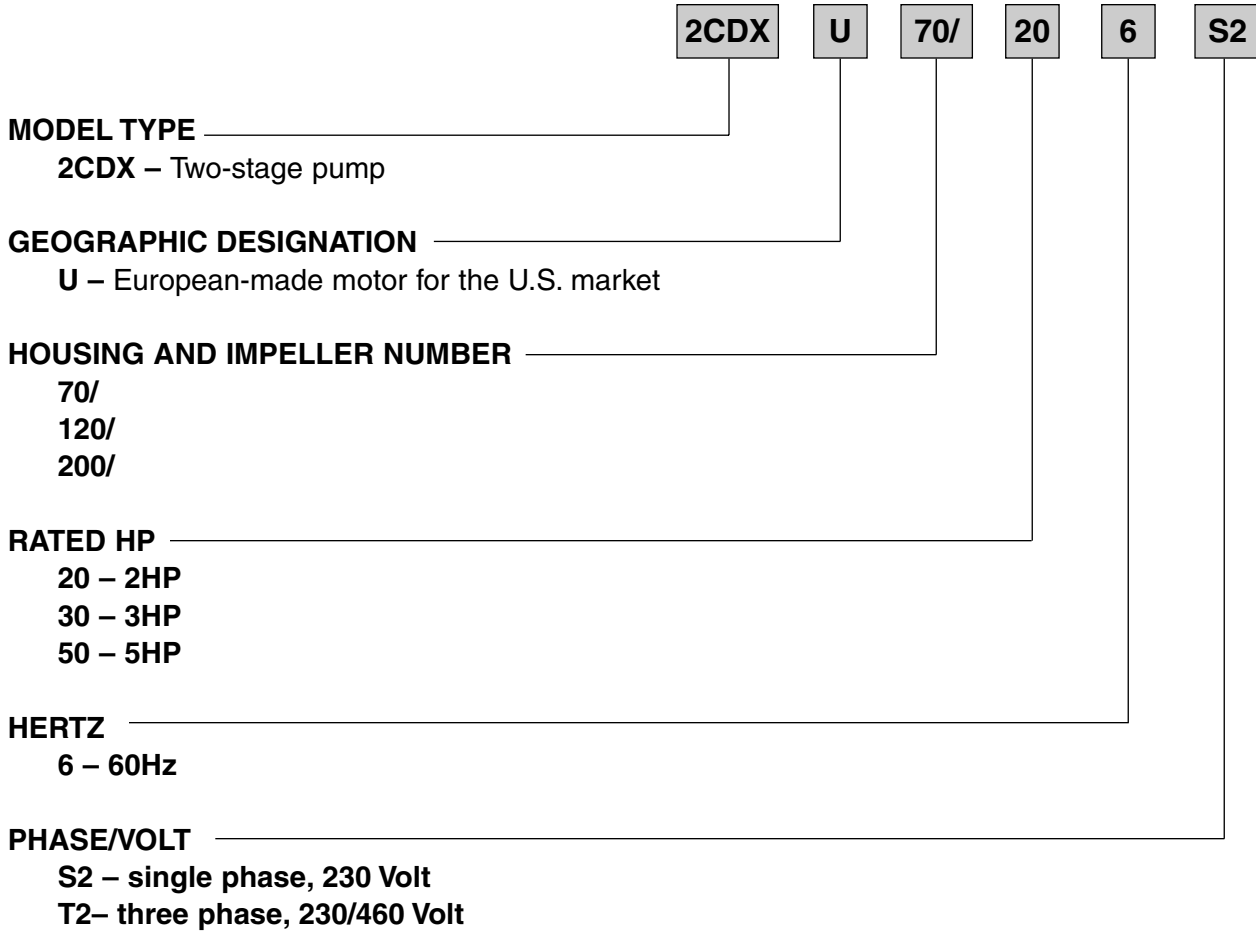 2CDX U 70/ 20 6 S2
MODEL TYPE
2CDX – Two-stage pump
GEOGRAPHIC DESIGNATION
U – European-made motor for the U.S. market
HOUSING AND IMPELLER NUMBER
70/
120/
200/
RATED HP
20 – 2HP
30 – 3HP
50 – 5HP
HERTZ
6 – 60Hz
PHASE/VOLT
S2 – single phase, 230 Volt
T2– three phase, 230/460 Volt